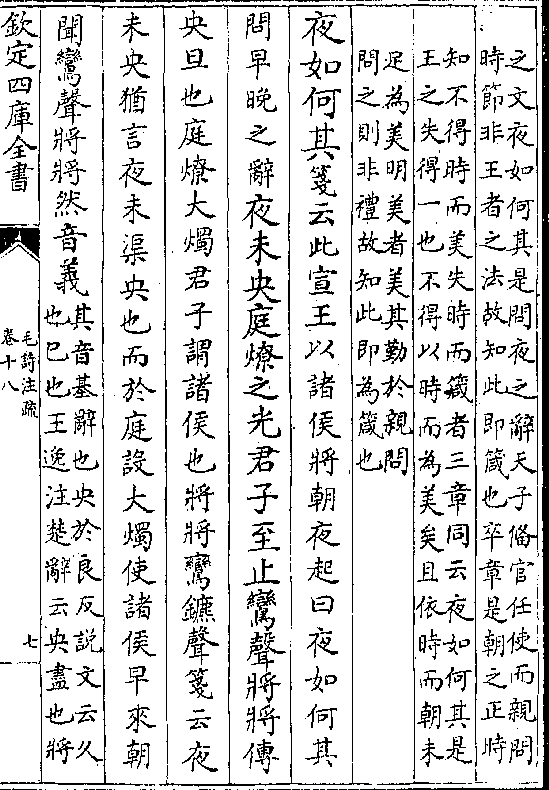 之文夜如何其是問夜之辭天子備官任使而親問
時節非王者之法故知此即箴也卒章是朝之正時
知不得時而美失時而箴者三章同云夜如何其是
王之失得一也不得以時而為美矣且依時而朝未
足為美明美者美其勤於親問
問之則非禮故知此即為箴也
夜如何其箋云此宣王以諸侯將朝夜起曰夜如何其
問早晚之辭夜未央庭燎之光君子至止鸞聲將將傳
央旦也庭燎大燭君子謂諸侯也將將鸞鑣聲箋云夜
未央猶言夜未渠央也而於庭設大燭使諸侯早來朝
聞鸞聲將將然音義其音基辭也央於良反說文云久
也已也王逸注楚辭云央盡也將
欽定四庫全書
毛詩注疏
卷十八
七